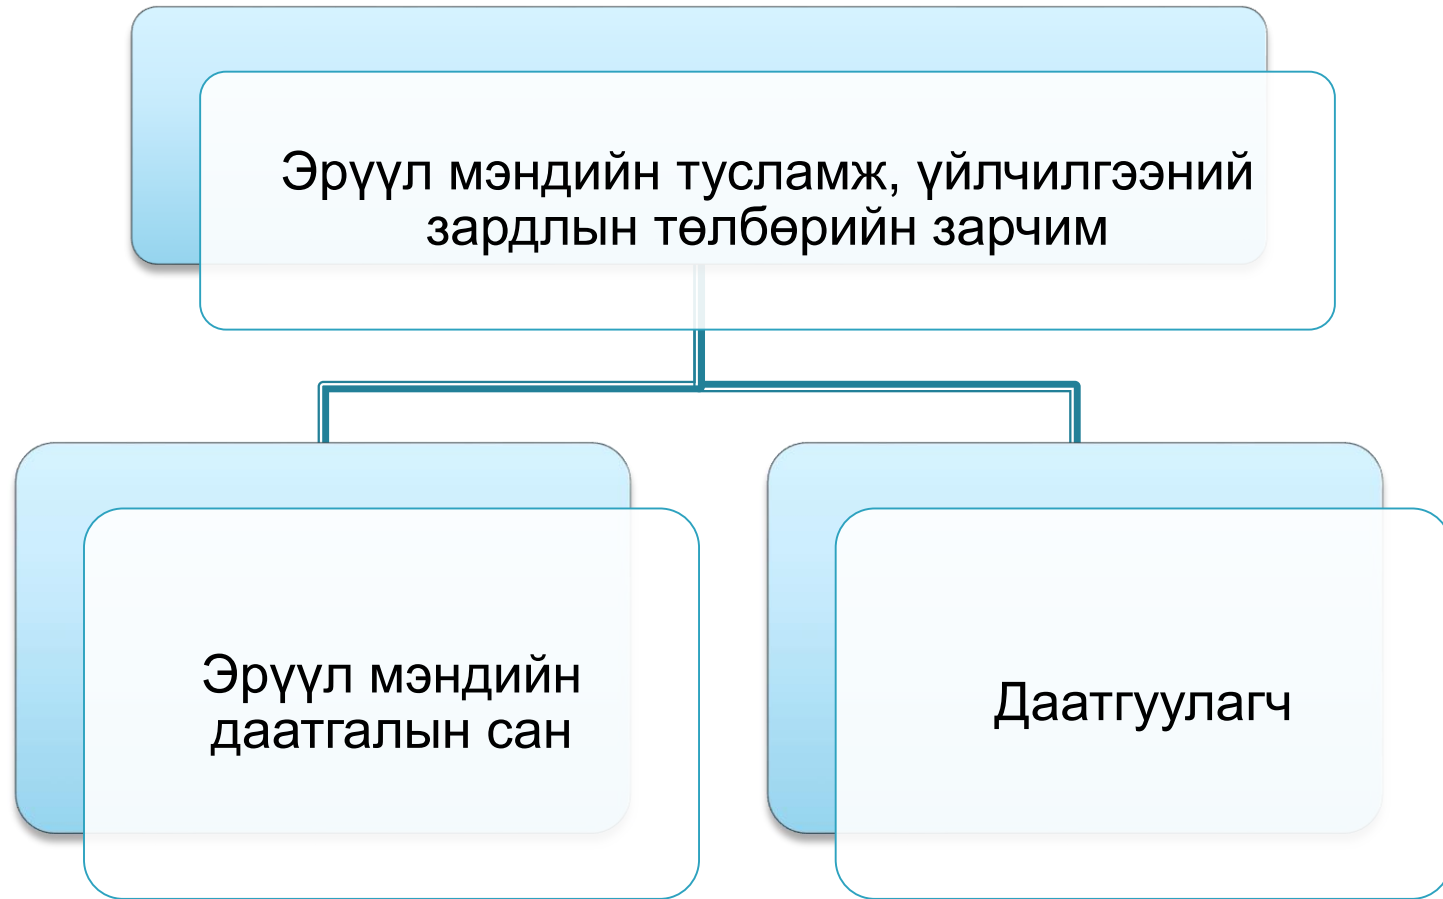 Эрүүл мэндийн тусламж, үйлчилгээний
зардлын төлбөрийн зарчим
Эрүүл мэндийн
даатгалын сан
Даатгуулагч